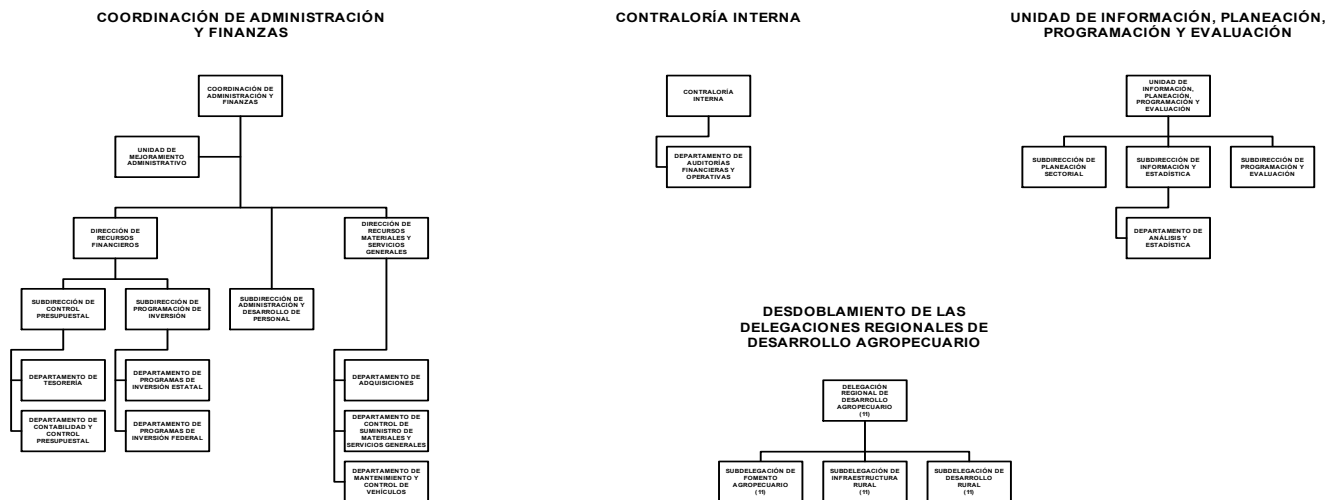 COORDINACIÓN DE ADMINISTRACIÓN
Y FINANZAS
COORDINACIÓN DE
ADMINISTRACIÓN Y
FINANZAS
UNIDAD DE
MEJORAMIENTO
ADMINISTRATIVO
DIRECCIÓN DE
RECURSOS
FINANCIEROS
DIRECCIÓN DE
RECURSOS
MATERIALES Y
SERVICIOS
GENERALES
SUBDIRECCIÓN DE
CONTROL
PRESUPUESTAL
SUBDIRECCIÓN DE
PROGRAMACIÓN DE
INVERSIÓN
SUBDIRECCIÓN DE
ADMINISTRACIÓN Y
DESARROLLO DE
PERSONAL
DEPARTAMENTO DE
TESORERÍA
DEPARTAMENTO DE
PROGRAMAS DE
INVERSIÓN ESTATAL
DEPARTAMENTO DE
ADQUISICIONES
DEPARTAMENTO DE
CONTABILIDAD Y
CONTROL
PRESUPUESTAL
DEPARTAMENTO DE
PROGRAMAS DE
INVERSIÓN FEDERAL
DEPARTAMENTO DE
CONTROL DE
SUMINISTRO DE
MATERIALES Y
SERVICIOS GENERALES
DEPARTAMENTO DE
MANTENIMIENTO Y
CONTROL DE
VEHÍCULOS
CONTRALORÍA INTERNA
CONTRALORÍA
INTERNA
DEPARTAMENTO DE
AUDITORÍAS
FINANCIERAS Y
OPERATIVAS
UNIDAD DE INFORMACIÓN, PLANEACIÓN,
PROGRAMACIÓN Y EVALUACIÓN
UNIDAD DE
INFORMACIÓN,
PLANEACIÓN,
PROGRAMACIÓN Y
EVALUACIÓN
SUBDIRECCIÓN DE
PLANEACIÓN
SECTORIAL
SUBDIRECCIÓN DE
INFORMACIÓN Y
ESTADÍSTICA
SUBDIRECCIÓN DE
PROGRAMACIÓN Y
EVALUACIÓN
DEPARTAMENTO DE
ANÁLISIS Y
ESTADÍSTICA
DESDOBLAMIENTO DE LAS
DELEGACIONES REGIONALES DE
DESARROLLO AGROPECUARIO
DELEGACIÓN
REGIONAL DE
DESARROLLO
AGROPECUARIO
(11)
SUBDELEGACIÓN DE
FOMENTO
AGROPECUARIO
(11)
SUBDELEGACIÓN DE
INFRAESTRUCTURA
RURAL
(11)
SUBDELEGACIÓN DE
DESARROLLO
RURAL
(11)